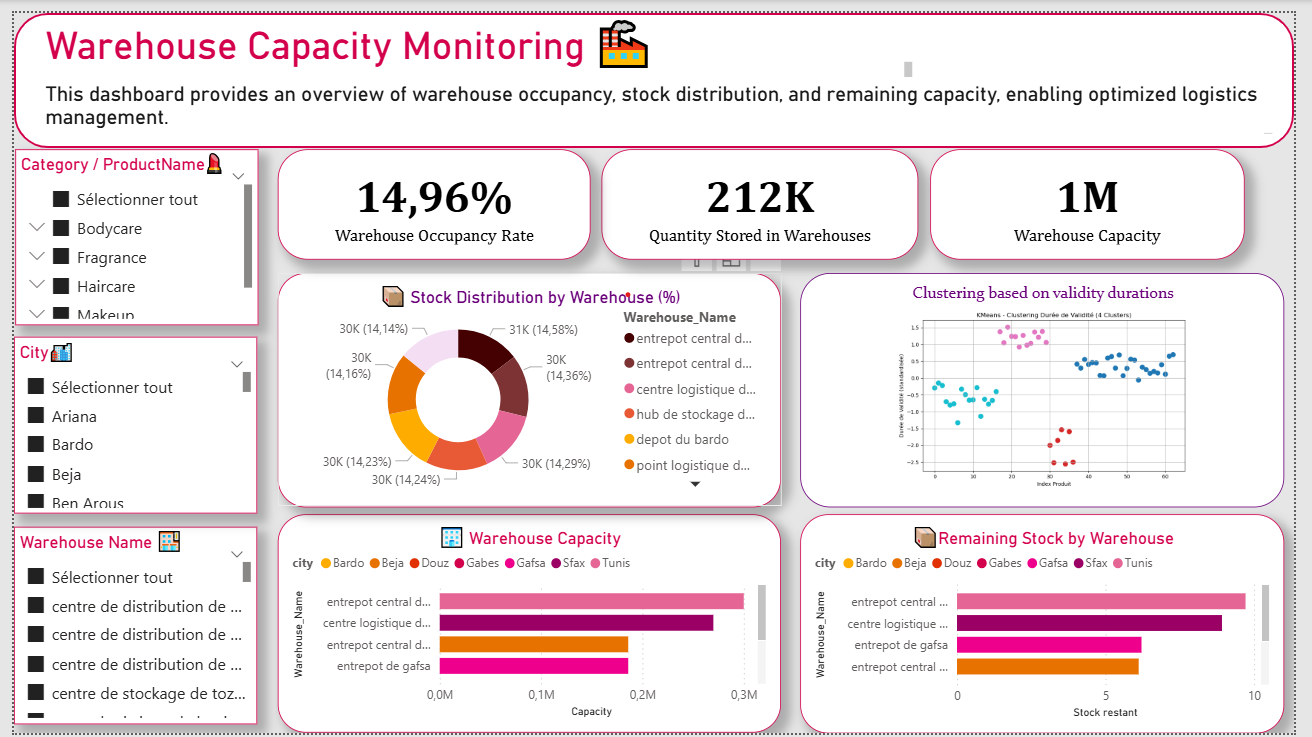 Warehouse Capacity Monitoring
This dashboard provides an overview of warehouse occupancy, stock distribution, and remaining capacity, enabling optimized logistics
management.
Category / ProductName
Sélectionner tout
Bodycare
Fragrance
Haircare
Makeup
City
Sélectionner tout
Ariana
Bardo
Beja
Ben Arous
Warehouse Name
Sélectionner tout
centre de distribution de ...
centre de distribution de ...
centre de distribution de ...
centre de stockage de toz...
14,96%
Warehouse Occupancy Rate
212K
Quantity Stored in Warehouses
1M
Warehouse Capacity
Stock Distribution by Warehouse (%)
30K (14,14%)
31K (14,58%)
30K
(14,16%)
30K
(14,36%)
30K (14,23%)
30K (14,24%)
30K (14,29%)
Warehouse_Name
entrepot central d...
entrepot central d...
centre logistique d...
hub de stockage d...
depot du bardo
point logistique d...
Clustering based on validity durations
KMeans - Clustering Durée de Validité (4 Clusters)
Durée de Validité (standardisée)
1.5
1.0
0.5
0.0
−0.5
−1.0
−1.5
−2.0
−2.5
0 10 20 30 40 50 60
Index Produit
Warehouse Capacity
city Bardo Beja Douz Gabes Gafsa Sfax Tunis
Warehouse_Name
entrepot central d...
centre logistique d...
entrepot central d...
entrepot de gafsa
0,0M 0,1M 0,2M 0,3M
Capacity
Remaining Stock by Warehouse
city Bardo Beja Douz Gabes Gafsa Sfax Tunis
Warehouse_Name
entrepot central ...
centre logistique ...
entrepot de gafsa
entrepot central ...
0 5 10
Stock restant